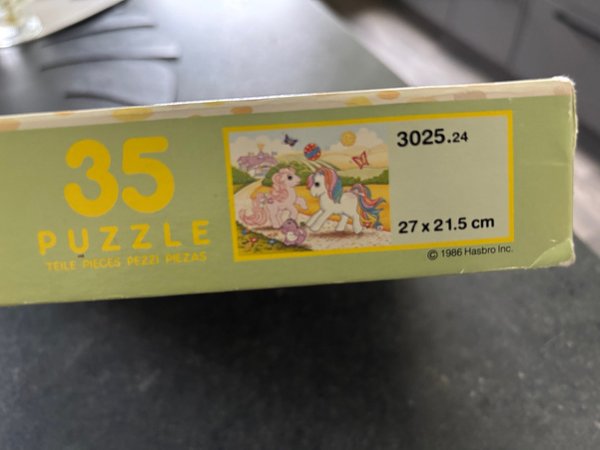 35
PUZZLE
TEILE PIECES PEZZI PIEZAS
3025.24
27 x 21.5 cm
© 1986 Hasbro Inc.